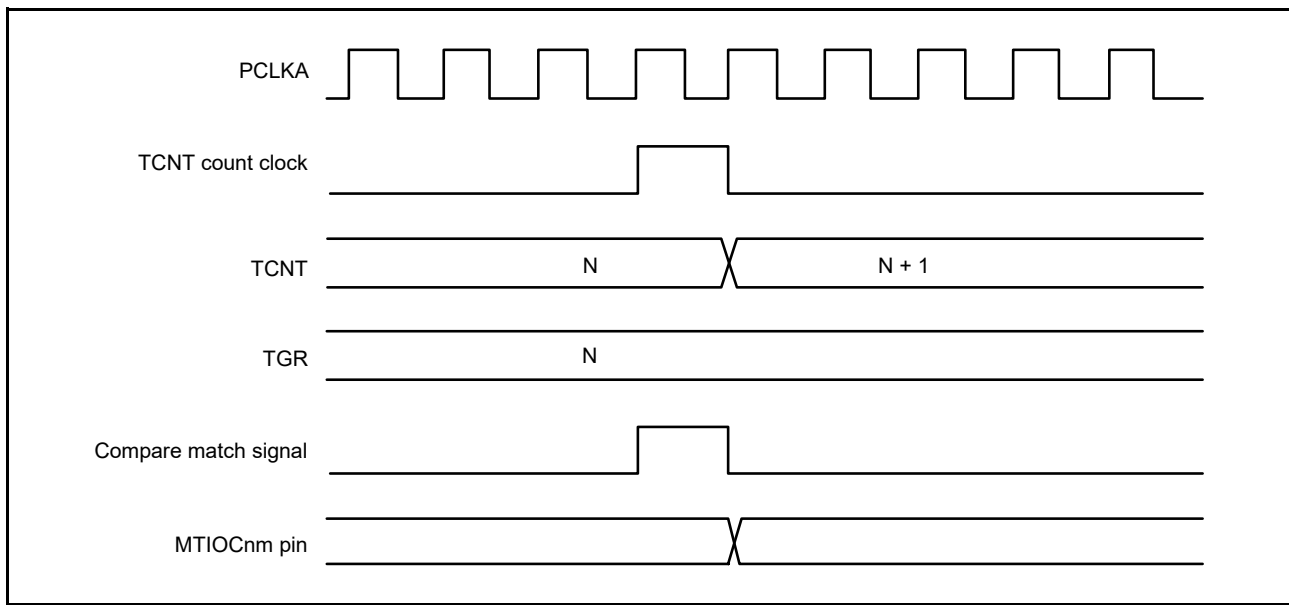 PCLKA
TCNT count clock
TCNT
N
N + 1
TGR
N
Compare match signal
MTIOCnm pin